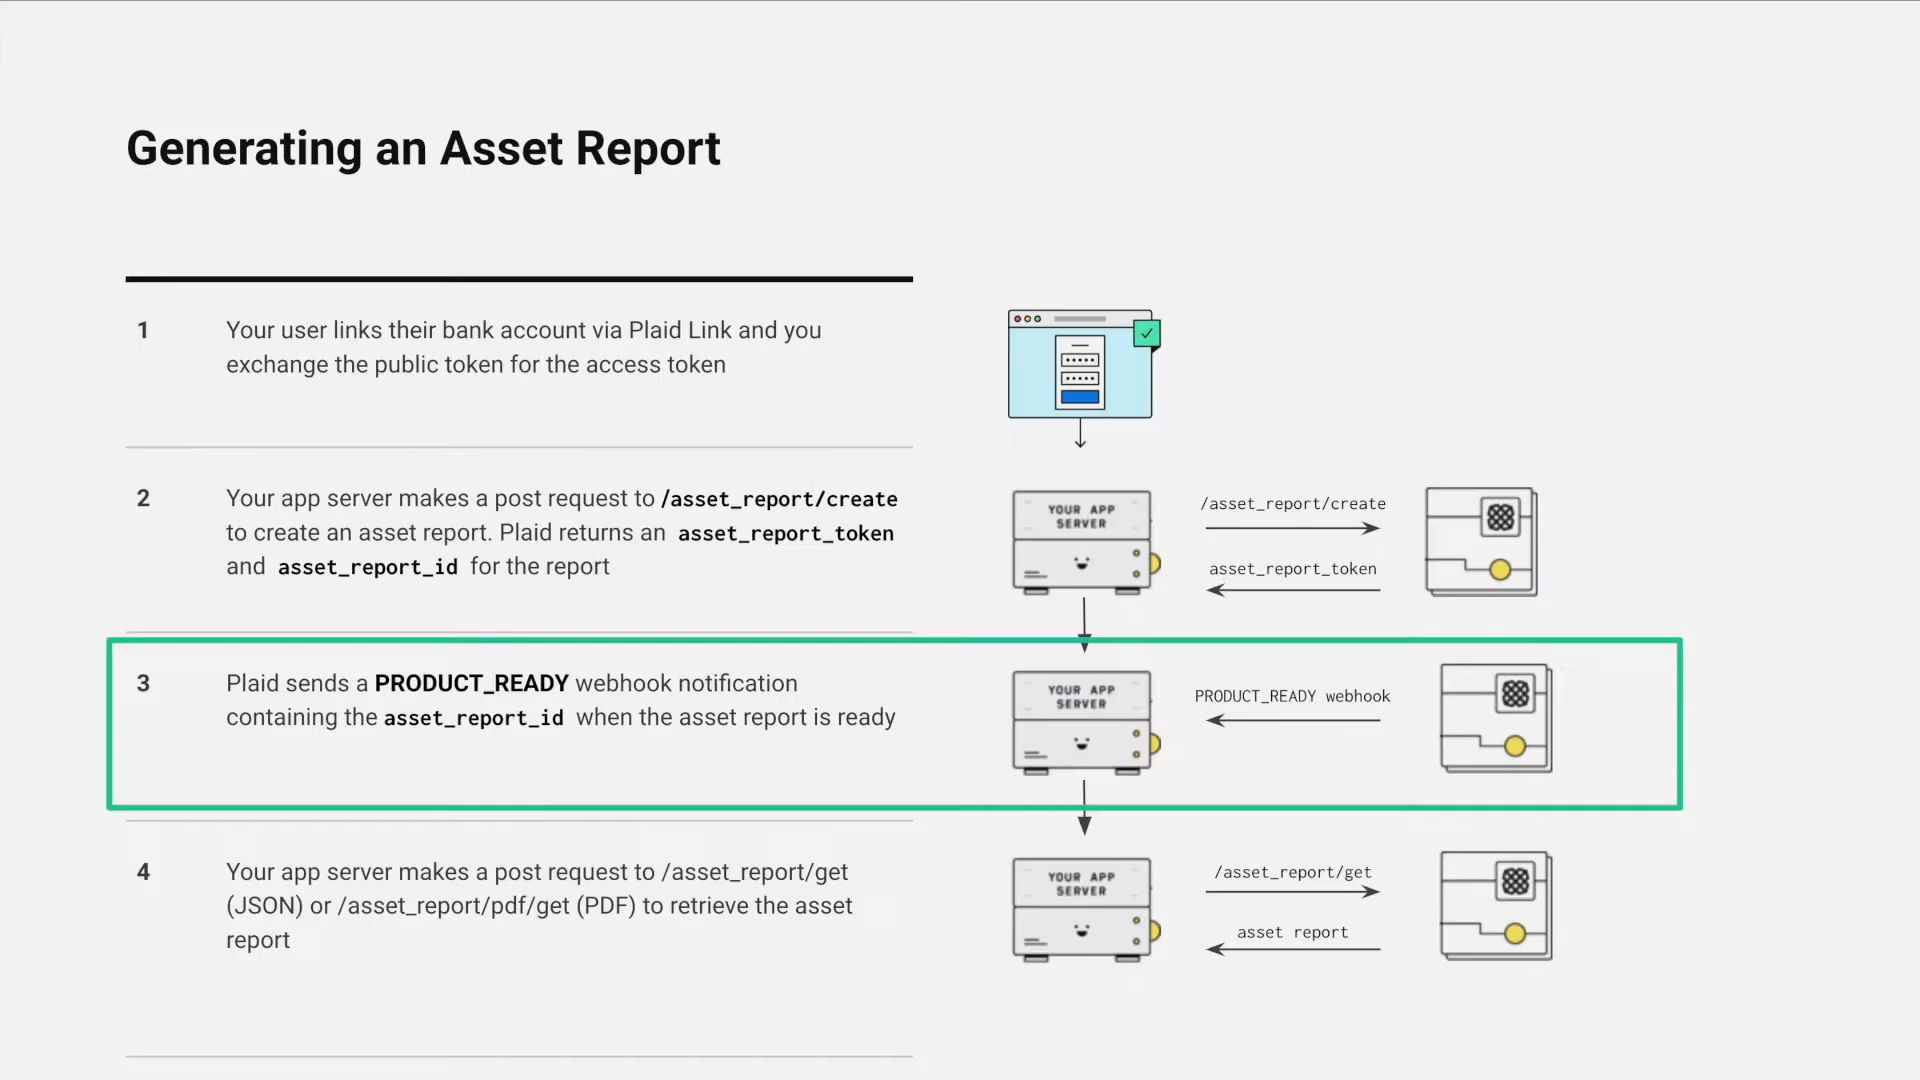 Generating an Asset Report
1
Your user links their bank account via Plaid Link and you
exchange the public token for the access token
2
Your app server makes a post request to /asset_report/create
to create an asset report. Plaid returns an asset_report_token
and asset_report_id for the report
YOUR APP
SERVER
/asset_report/create
asset_report_token
3
Plaid sends a PRODUCT_READY webhook notification
containing the asset_report_id when the asset report is ready
YOUR APP
SERVER
PRODUCT_READY webhook
4
Your app server makes a post request to /asset_report/get
(JSON) or /asset_report/pdf/get (PDF) to retrieve the asset
report
YOUR APP
SERVER
/asset_report/get
asset report